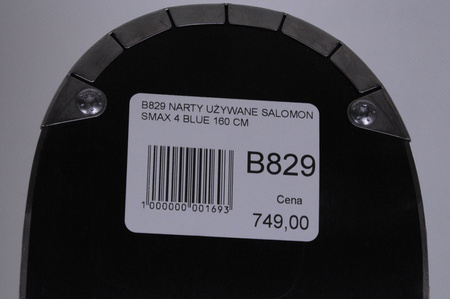 B829 NARTY UŻYWANE SALOMON
SMAX 4 BLUE 160 CM
B829
1 000000 001693
Cena
749,00